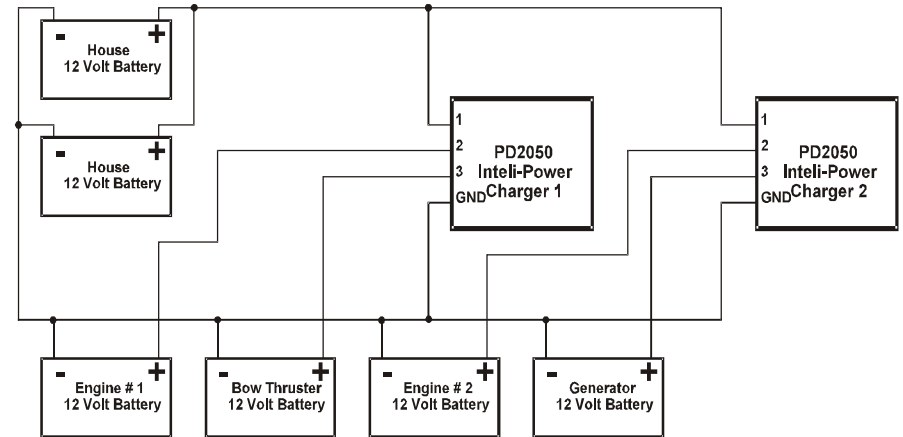 - +
House
12 Volt Battery
- +
House
12 Volt Battery
1
2
3
GND
PD2050
Inteli-Power
Charger 1
1
2
3
GND
PD2050
Inteli-Power
Charger 2
- +
Engine # 1
12 Volt Battery
- +
Bow Thruster
12 Volt Battery
- +
Engine # 2
12 Volt Battery
- +
Generator
12 Volt Battery